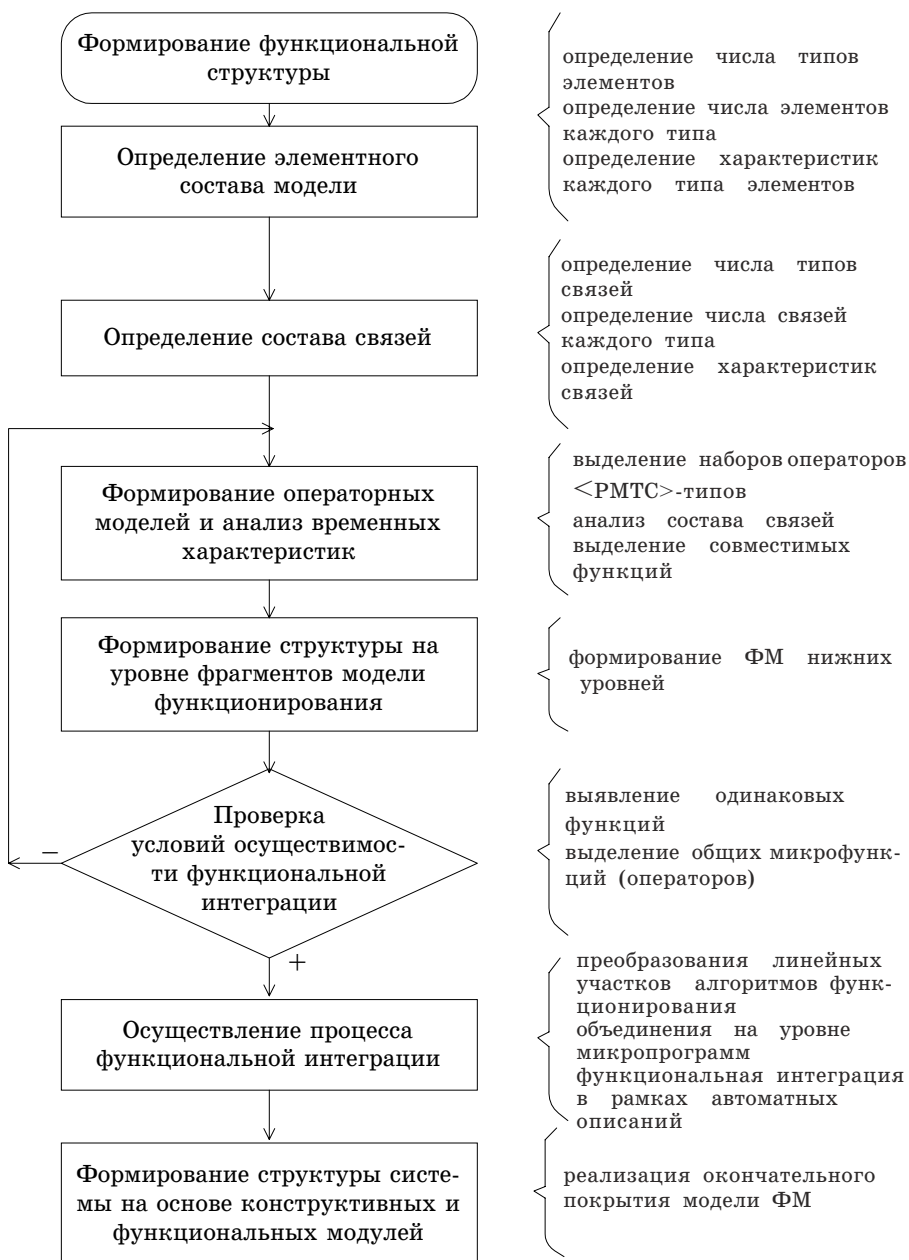 Формирование функциональной
структуры
определение числа типов
элементов
определение числа элементов
каждого типа
определение характеристик
каждого типа элементов
Определение элементного
состава модели
определение числа типов
связей
определение числа связей
каждого типа
определение характеристик
связей
Определение состава связей
выделение наборов операторов
<PMTC>-типов
анализ состава связей
выделение совместимых
функций
Формирование операторных
моделей и анализ временных
характеристик
Формирование структуры на
уровне фрагментов модели
функционирования
формирование ФМ нижних
уровней
Проверка
условий осуществимос-
ти функциональной
интеграции
–
+
выявление одинаковых
функций
выделение общих микрофунк-
ций (операторов)
Осуществление процесса
функциональной интеграции
преобразования линейных
участков алгоритмов функ-
ционирования
объединения на уровне
микропрограмм
функциональная интеграция
в рамках автоматных
описаний
Формирование структуры систе-
мы на основе конструктивных и
функциональных модулей
реализация окончательного
покрытия модели ФМ